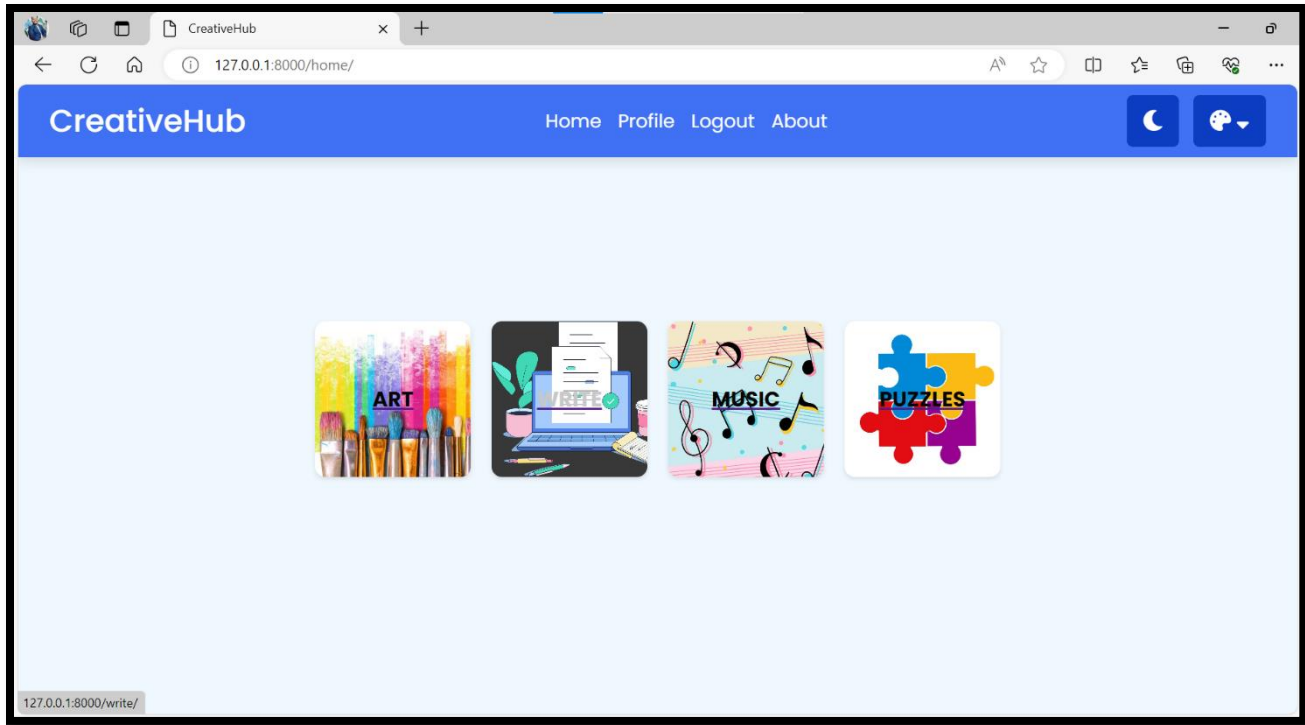 CreativeHub
127.0.0.1:8000/home/
CreativeHub
Home Profile Logout About
ART
WRITE
MUSIC
PUZZLES
127.0.0.1:8000/write/